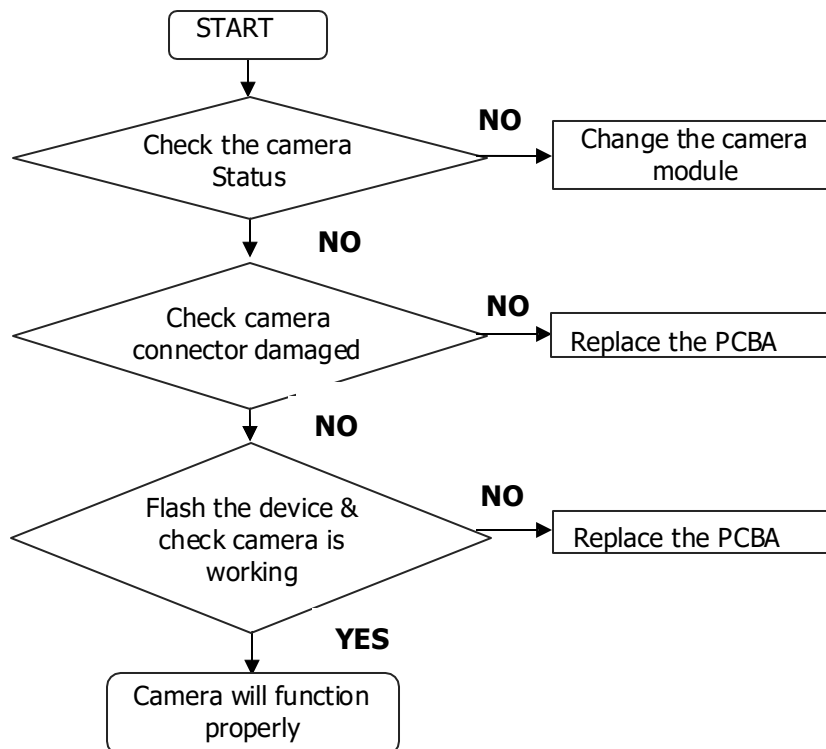 START
NO
Check the camera
Status
Change the camera
module
NO
Check camera
connector damaged
NO
Replace the PCBA
NO
Flash the device &
check camera is
working
NO
Replace the PCBA
YES
Camera will function
properly